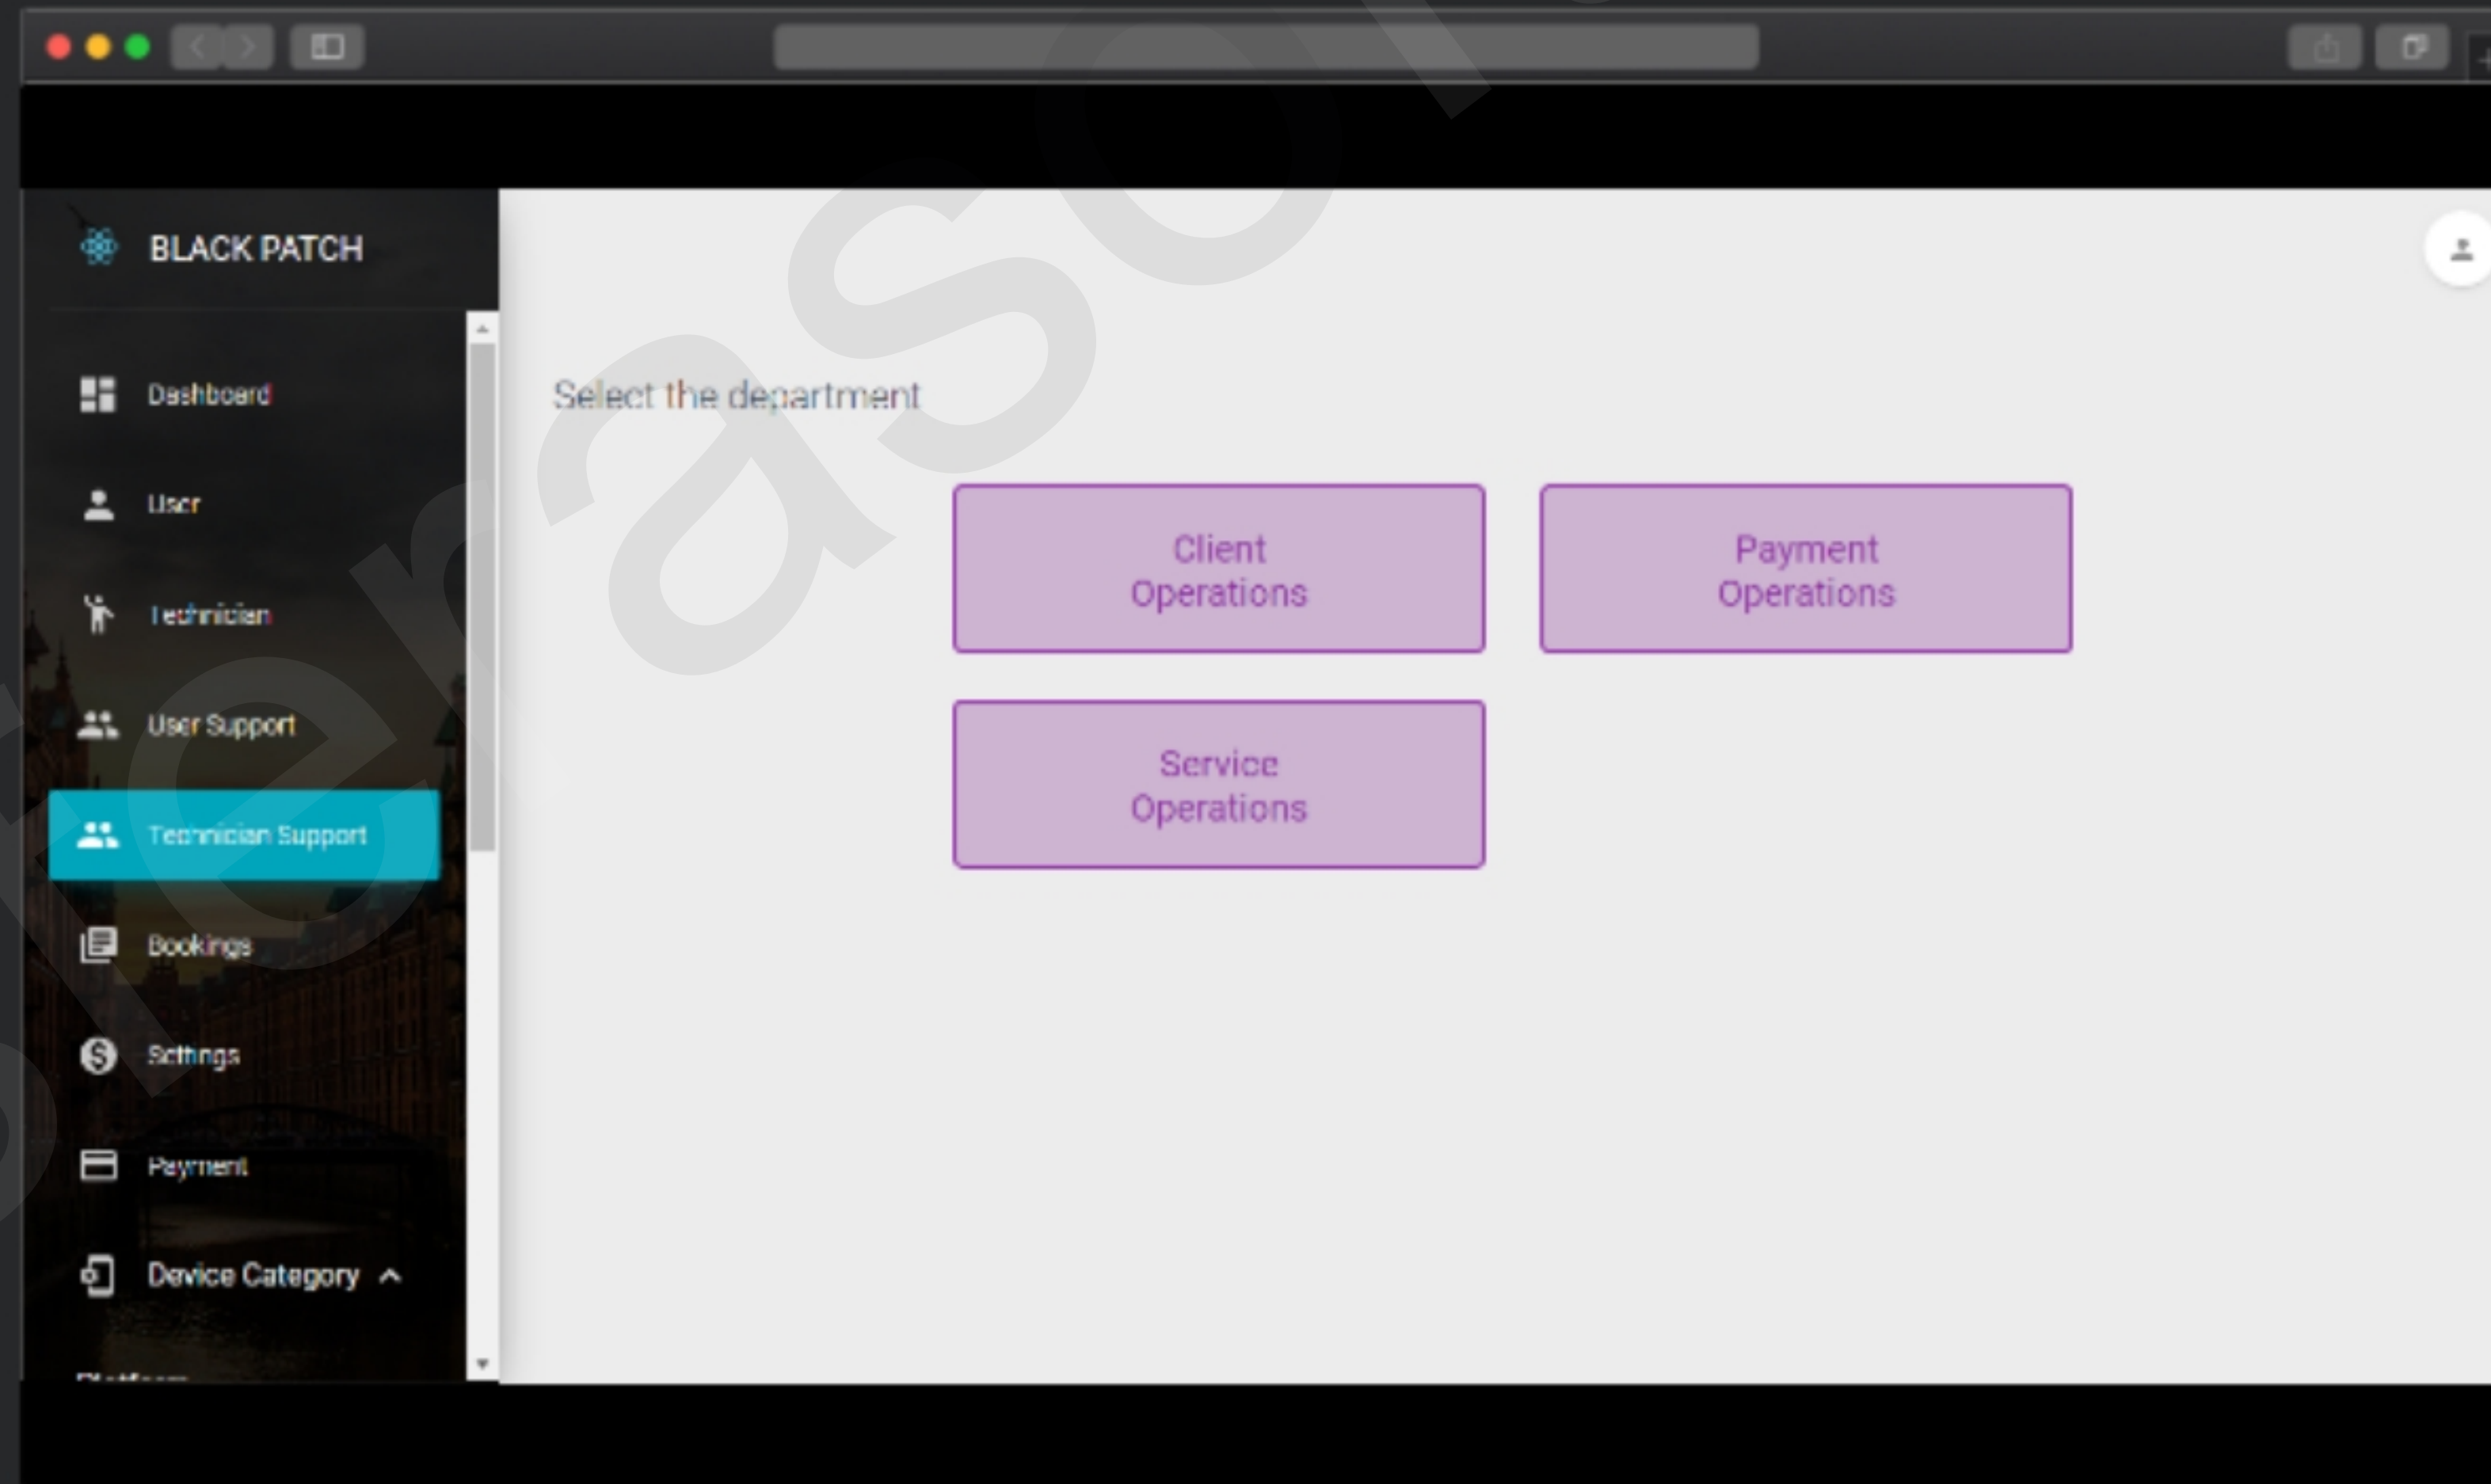 BLACK PATCH
Dashboard
User
Technician
User Support
Technician Support
Bookings
Settings
Payment
Device Category
Select the department
Client
Operations
Payment
Operations
Service
Operations